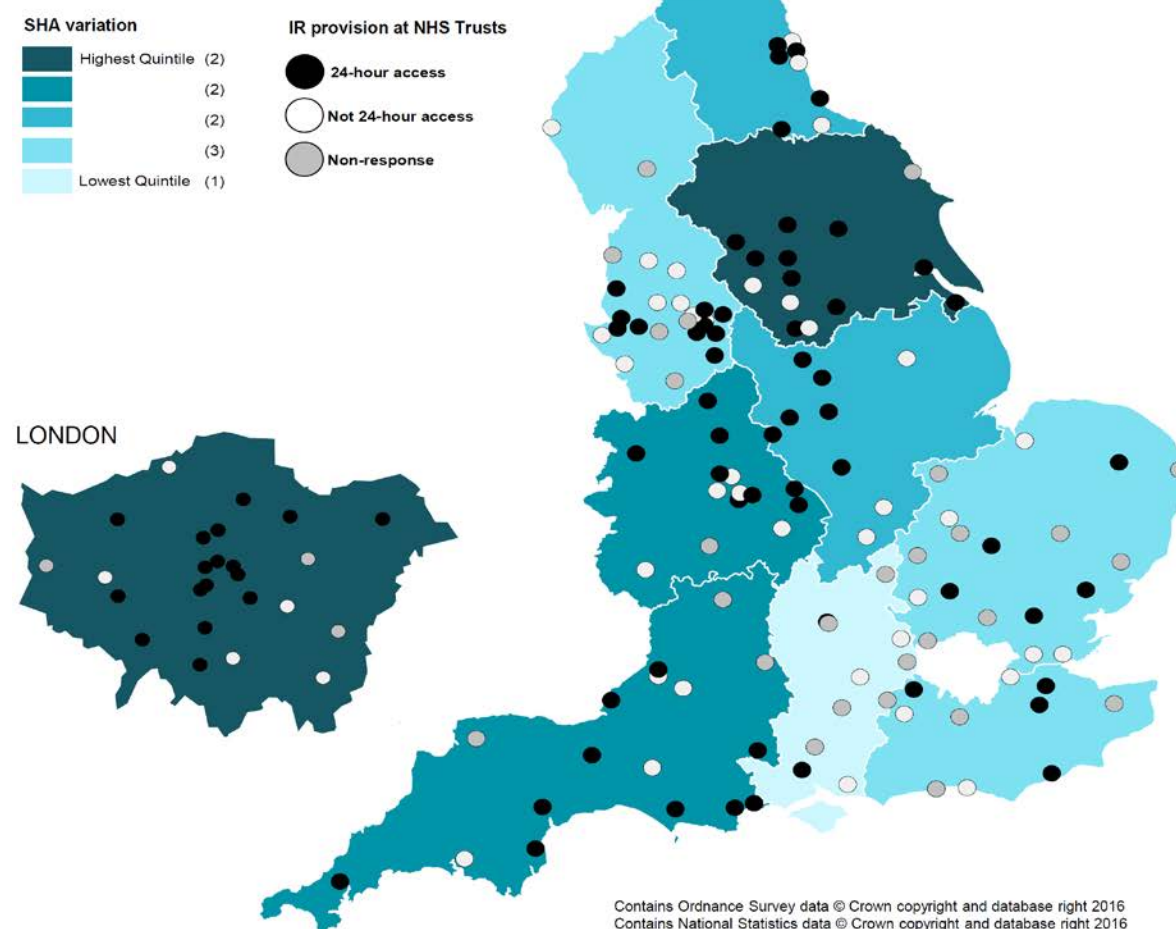 SHA variation
Highest Quintile (2)
(2)
(2)
(3)
Lowest Quintile (1)
IR provision at NHS Trusts
24-hour access
Not 24-hour access
Non-response
LONDON
Contains Ordnance Survey data © Crown copyright and database right 2016
Contains National Statistics data © Crown copyright and database right 2016